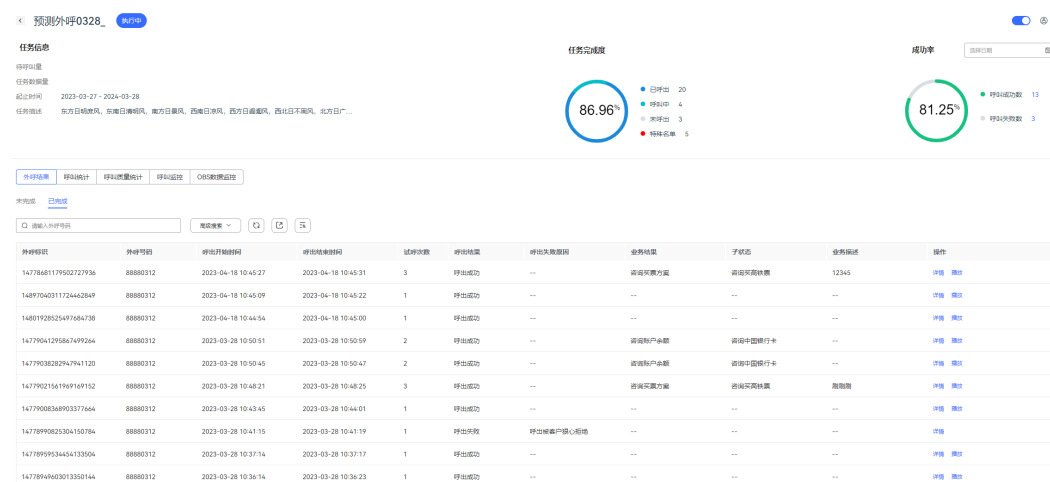 预测外呼0328_ 执行中
任务信息 任务完成度 成功率 选择日期
待呼叫量
任务数据量
起止时间 2023-03-27 - 2024-03-28
任务描述 东方日明庶风，东南日清明风，南方日景风，西南日凉风，西方日阊阖风，西北日不周风，北方日广...
86.96%
已呼出 20
呼叫中 4
未呼出 3
特殊名单 5
81.25%
呼叫成功数 13
呼叫失败数 3
外呼结果 呼叫统计 呼叫质量统计 呼叫监控 OBS数据监控
未完成 已完成
请输入外呼号码 高级搜索
外呼标识 外呼号码 呼出开始时间 呼出结束时间 试呼次数 呼出结果 呼出失败原因 业务结果 子状态 业务描述 操作
14778681179502727936 88880312 2023-04-18 10:45:27 2023-04-18 10:45:31 3 呼出成功 -- 咨询买票方案 咨询买高铁票 12345 详情 播放
14897040311724462849 88880312 2023-04-18 10:45:09 2023-04-18 10:45:22 1 呼出成功 -- -- -- -- 详情 播放
14801928525497684738 88880312 2023-04-18 10:44:54 2023-04-18 10:45:00 1 呼出成功 -- -- -- -- 详情 播放
14779041295867499264 88880312 2023-03-28 10:50:51 2023-03-28 10:50:59 2 呼出成功 -- 咨询账户余额 咨询中国银行卡 -- 详情 播放
14779038282947941120 88880312 2023-03-28 10:50:45 2023-03-28 10:50:47 2 呼出成功 -- 咨询账户余额 咨询中国银行卡 -- 详情 播放
14779021561969169152 88880312 2023-03-28 10:48:21 2023-03-28 10:48:25 3 呼出成功 -- 咨询买票方案 咨询买高铁票 详情 播放
14779008368903377664 88880312 2023-03-28 10:43:45 2023-03-28 10:44:01 1 呼出成功 -- -- -- -- 详情 播放
14778990825304150784 88880312 2023-03-28 10:41:15 2023-03-28 10:41:19 1 呼出失败 呼出被客户狠心拒绝 -- -- -- 详情
14778959534454133504 88880312 2023-03-28 10:37:14 2023-03-28 10:37:17 1 呼出成功 -- -- -- -- 详情 播放
14778949603013350144 88880312 2023-03-28 10:36:14 2023-03-28 10:36:23 1 呼出成功 -- -- -- -- 详情 播放